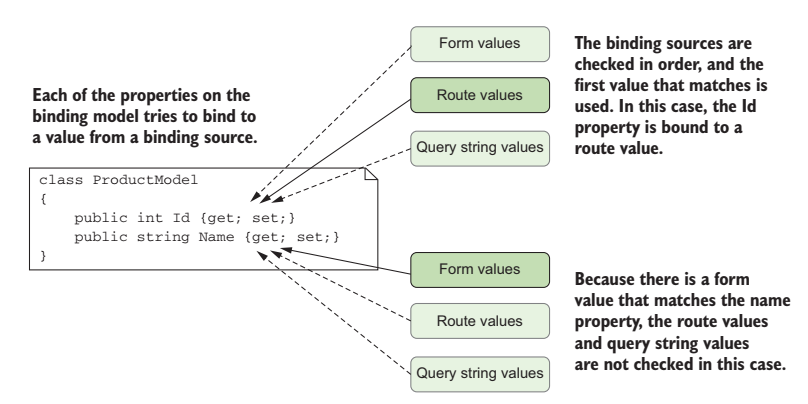 Form values
Route values
Query string values
The binding sources are
checked in order, and the
first value that matches is
used. In this case, the Id
property is bound to a
route value.
Each of the properties on the
binding model tries to bind to
a value from a binding source.
class ProductModel
{
    public int Id {get; set;}
    public string Name {get; set;}
}
Form values
Route values
Query string values
Because there is a form
value that matches the name
property, the route values
and query string values
are not checked in this case.